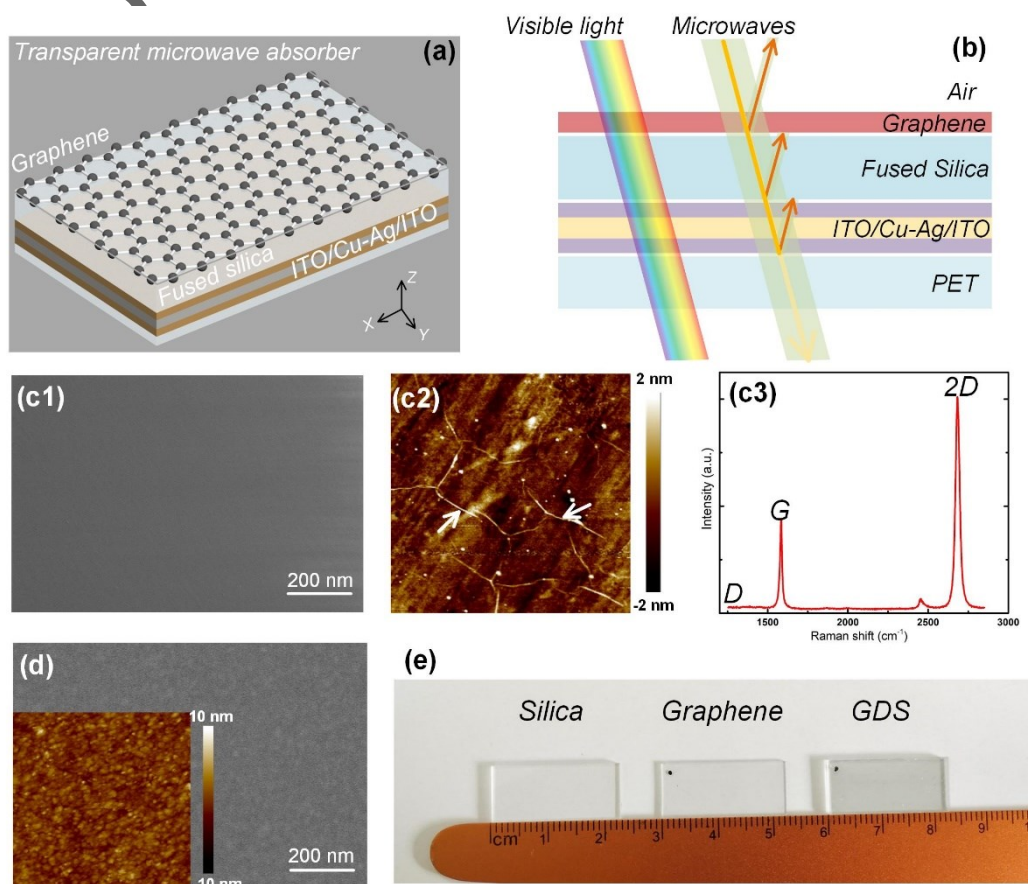 Transparent microwave absorber
(a)
Graphene
Fused silica
ITO/Cu-Ag/ITO
Z
X
Y
Visible light
Microwaves
(b)
Air
Graphene
Fused Silica
ITO/Cu-Ag/ITO
PET
(c1)
200 nm
(c2)
2 nm
-2 nm
(c3)
2D
G
D
Intensity (a.u.)
1500 2000 2500 3000
Raman shift (cm⁻¹)
(d)
10 nm
-10 nm
200 nm
(e)
Silica Graphene GDS
cm 1 2 3 4 5 6 7 8 9